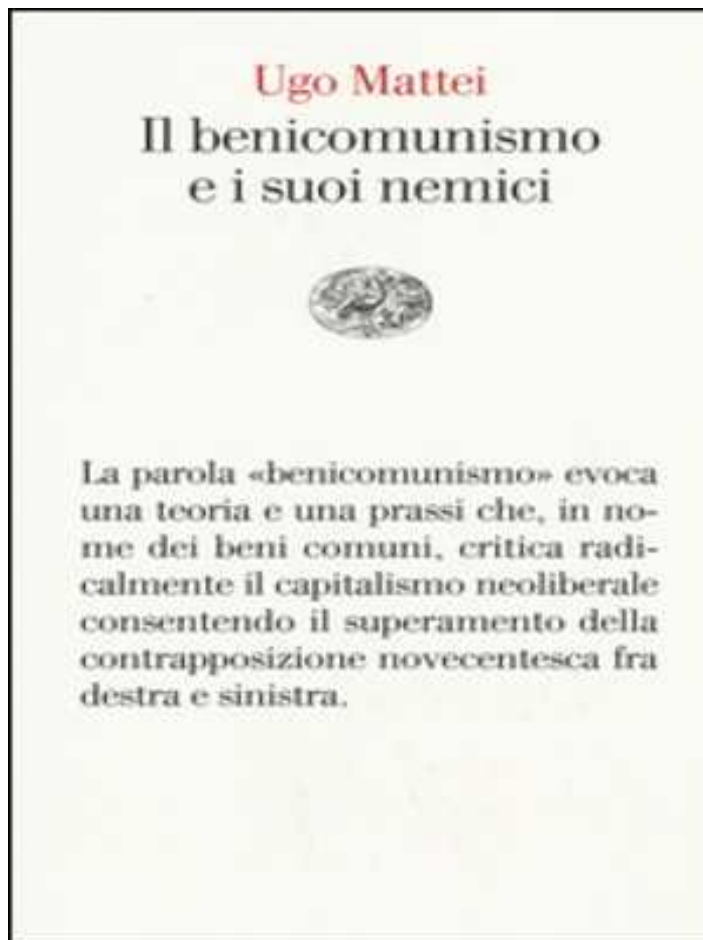 Ugo Mattei
Il benicomunismo
e i suoi nemici
La parola «benicomunismo» evoca
una teoria e una prassi che, in no-
me dei beni comuni, critica radi-
calmente il capitalismo neoliberale
consentendo il superamento della
contrapposizione novecentesca fra
destra e sinistra.